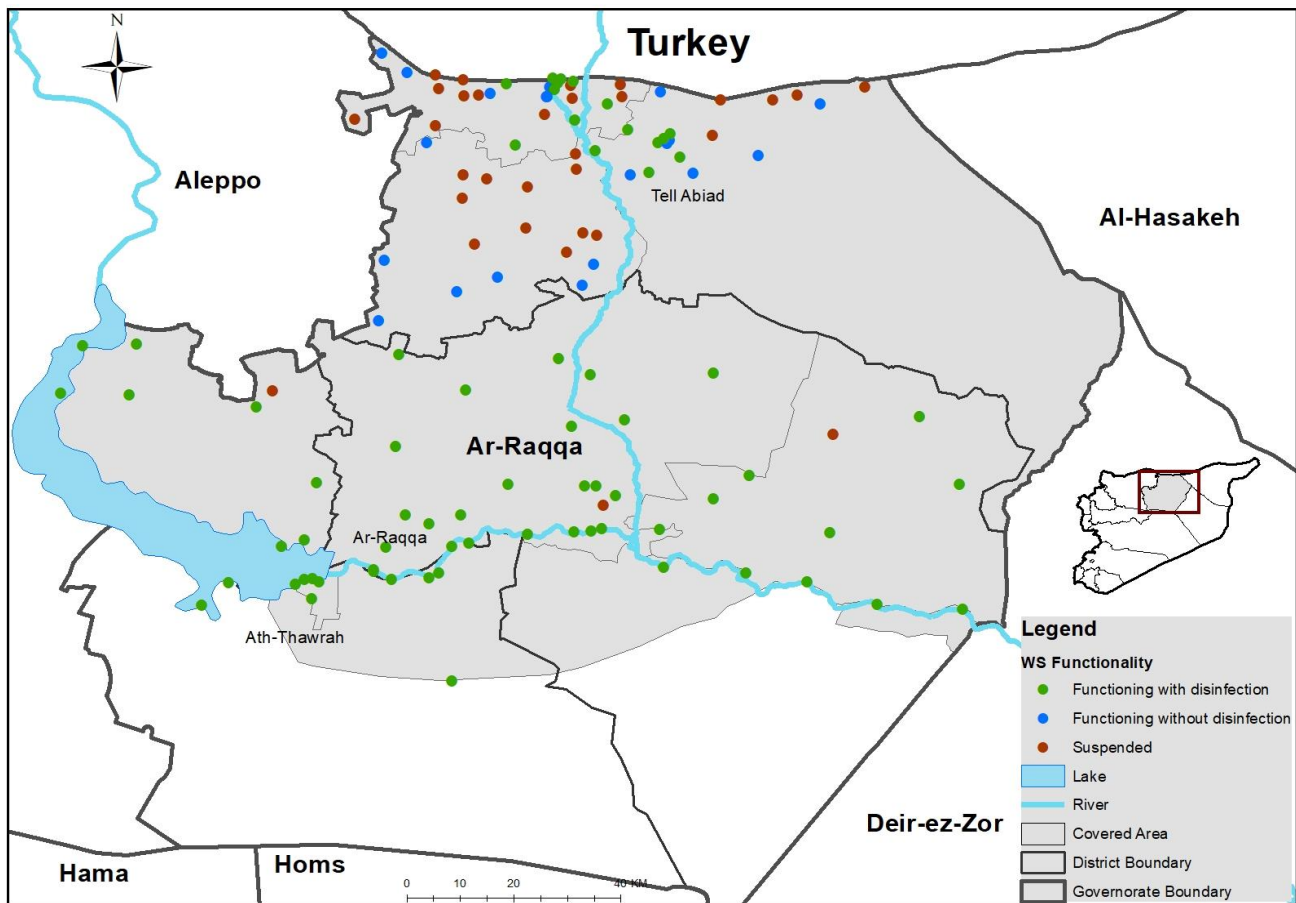 N
Turkey
Aleppo
Tell Abiad
Al-Hasakeh
Ar-Raqqa
Ar-Raqqa
Ath-Thawrah
Deir-ez-Zor
Hama
Homs
0 10 20 40 KM
Legend
WS Functionality
Functioning with disinfection
Functioning without disinfection
Suspended
Lake
River
Covered Area
District Boundary
Governorate Boundary